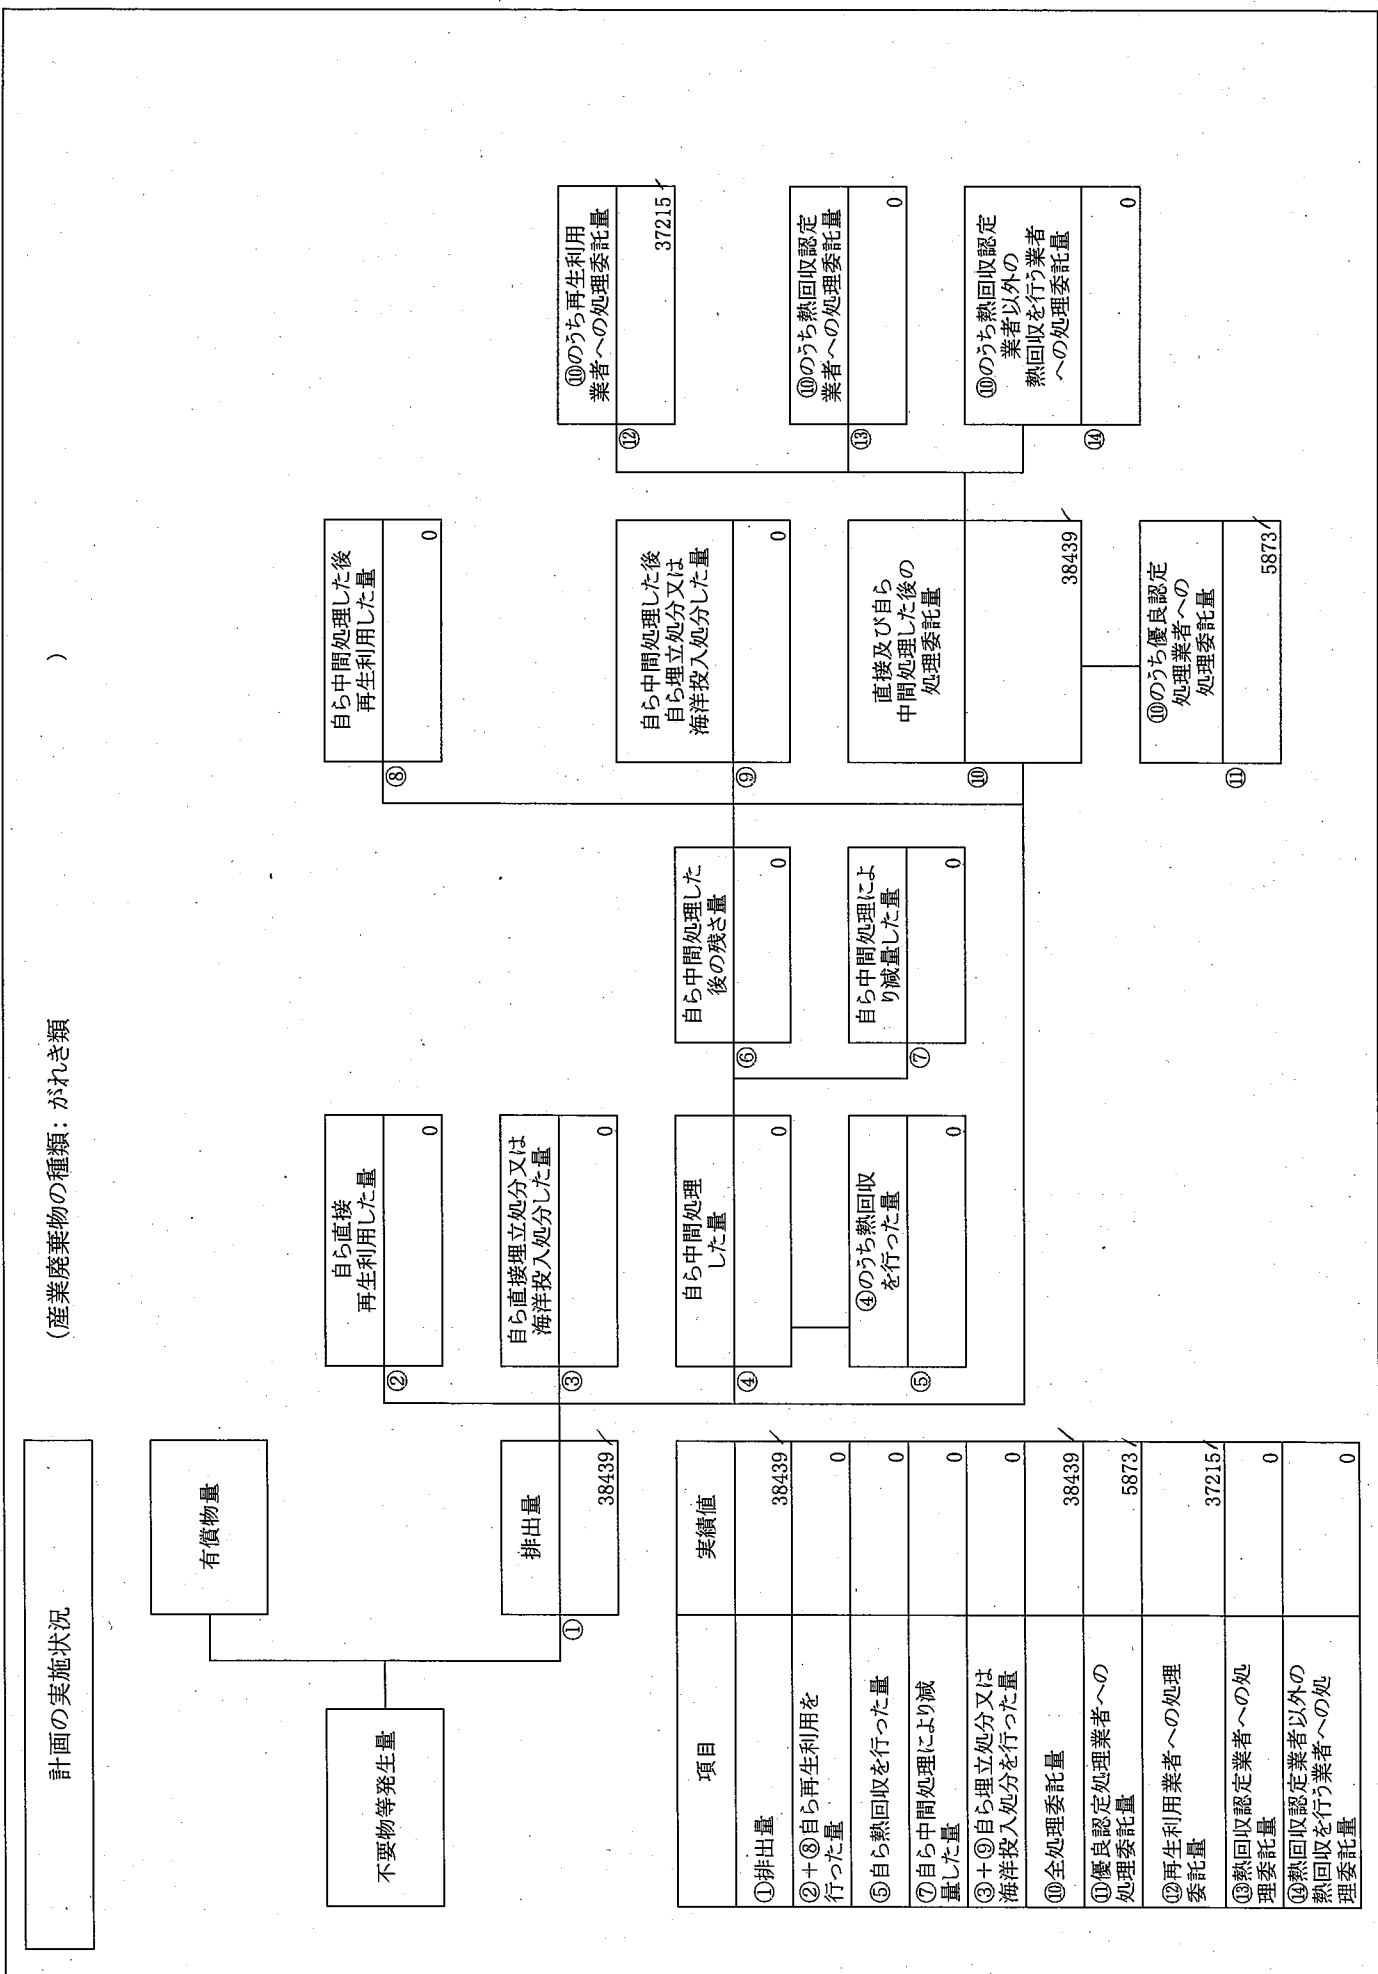 計画の実施状況
(産業廃棄物の種類：がれき類
)
不要物等発生量
有償物量
排出量
①
38439
自ら直接
再生利用した量
②
0
自ら直接埋立処分又は
海洋投入処分した量
③
0
自ら中間処理
した量
④
0
④のうち熱回収
を行った量
⑤
0
自ら中間処理した
後の残さ量
⑥
0
自ら中間処理によ
り減量した量
⑦
0
自ら中間処理した後
再生利用した量
⑧
0
自ら中間処理した後
自ら埋立処分又は
海洋投入処分した量
⑨
0
直接及び自ら
中間処理した後の
処理委託量
⑩
38439
⑩のうち優良認定
処理業者への
処理委託量
⑪
5873
⑩のうち再生利用
業者への処理委託量
⑫
37215
⑩のうち熱回収認定
業者への処理委託量
⑬
0
⑩のうち熱回収認定
業者以外の
熱回収を行う業者
への処理委託量
⑭
0
項目 実績値
①排出量 38439
②＋⑧自ら再生利用を
行った量 0
⑤自ら熱回収を行った量 0
⑦自ら中間処理により減
量した量 0
③＋⑨自ら埋立処分又は
海洋投入処分を行った量 0
⑩全処理委託量 38439
⑪優良認定処理業者への
処理委託量 5873
⑫再生利用業者への処理
委託量 37215
⑬熱回収認定業者への処
理委託量 0
⑭熱回収認定業者以外の
熱回収を行う業者への処
理委託量 0